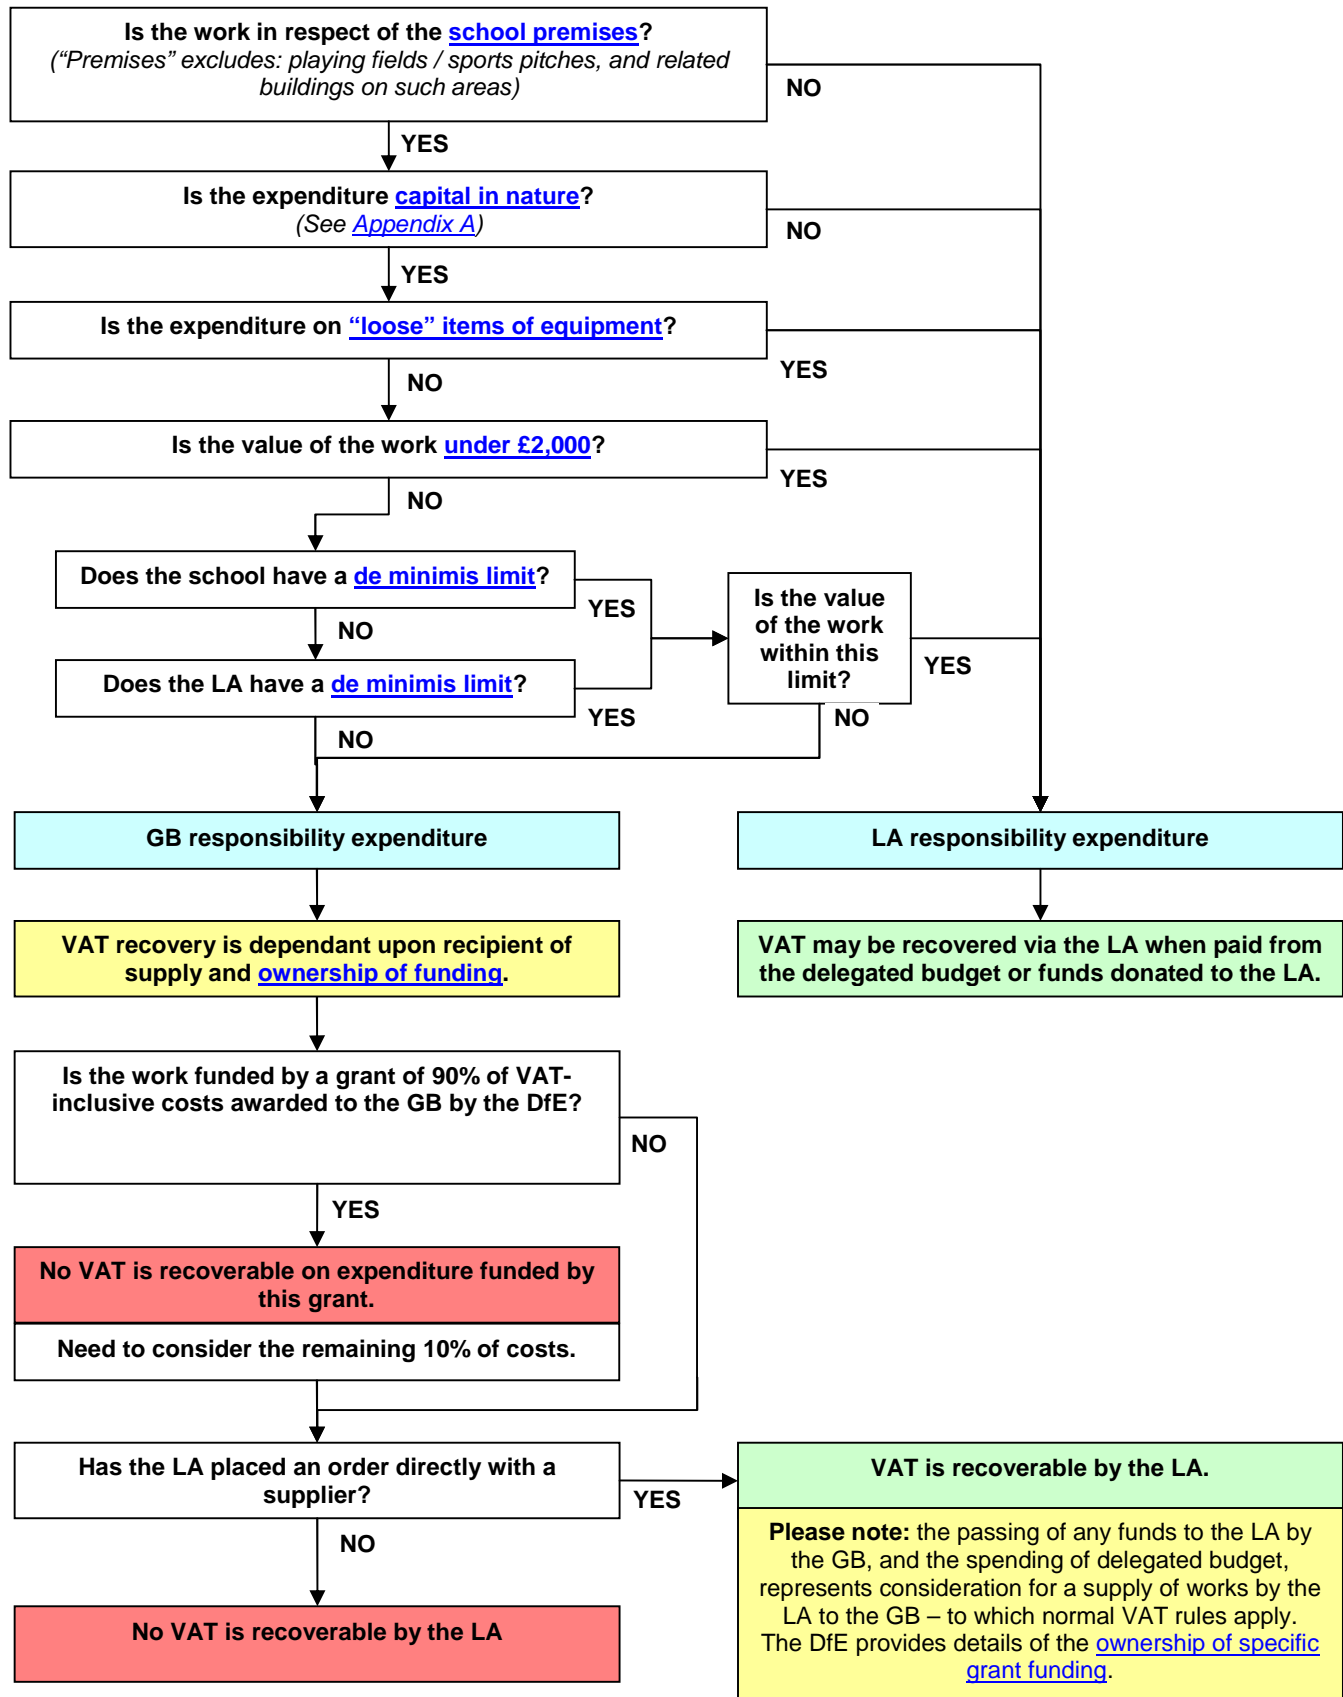 Is the work in respect of the school premises?
(“Premises” excludes: playing fields / sports pitches, and related
buildings on such areas)
NO
YES
Is the expenditure capital in nature?
(See Appendix A)
NO
YES
Is the expenditure on “loose” items of equipment?
YES
NO
Is the value of the work under £2,000?
YES
NO
Does the school have a de minimis limit?
YES
NO
Does the LA have a de minimis limit?
YES
NO
Is the value
of the work
within this
limit?
YES
NO
GB responsibility expenditure
LA responsibility expenditure
VAT recovery is dependant upon recipient of
supply and ownership of funding.
VAT may be recovered via the LA when paid from
the delegated budget or funds donated to the LA.
Is the work funded by a grant of 90% of VAT-
inclusive costs awarded to the GB by the DfE?
NO
YES
No VAT is recoverable on expenditure funded by
this grant.
Need to consider the remaining 10% of costs.
Has the LA placed an order directly with a
supplier?
YES
NO
No VAT is recoverable by the LA
VAT is recoverable by the LA.
Please note: the passing of any funds to the LA by
the GB, and the spending of delegated budget,
represents consideration for a supply of works by the
LA to the GB – to which normal VAT rules apply.
The DfE provides details of the ownership of specific
grant funding.